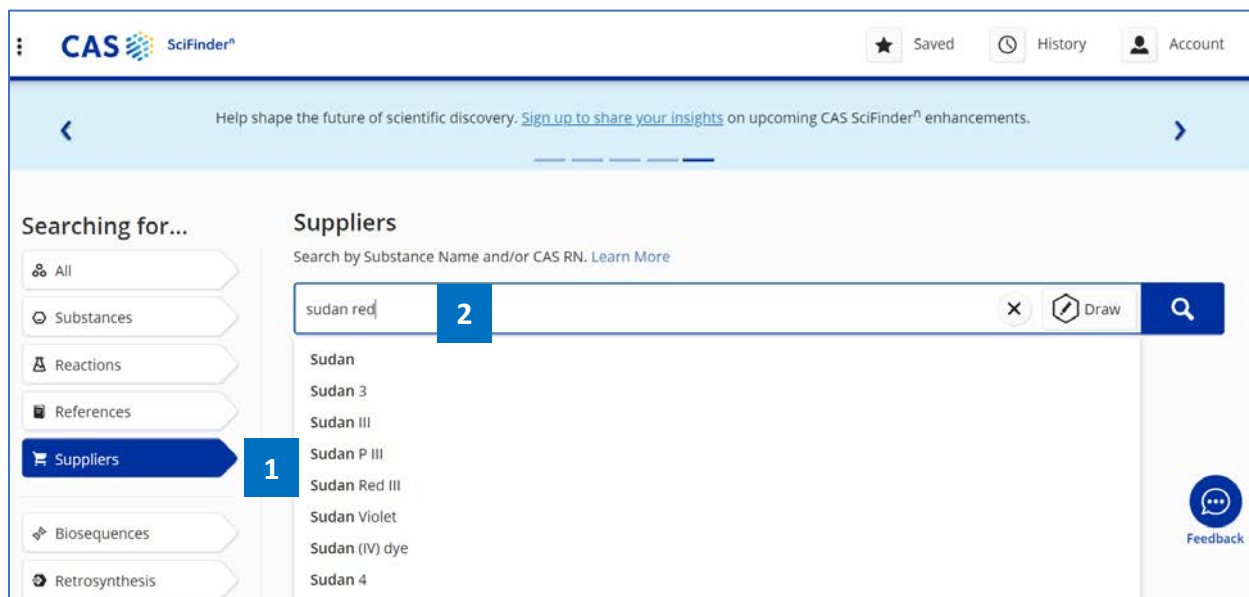 CAS SciFinderⁿ
Saved
History
Account
Help shape the future of scientific discovery. Sign up to share your insights on upcoming CAS SciFinderⁿ enhancements.
Searching for...
All
Substances
Reactions
References
Suppliers
1
Biosequences
Retrosynthesis
Suppliers
Search by Substance Name and/or CAS RN. Learn More
sudan red
2
Draw
Sudan
Sudan 3
Sudan III
Sudan P III
Sudan Red III
Sudan Violet
Sudan (IV) dye
Sudan 4
Feedback